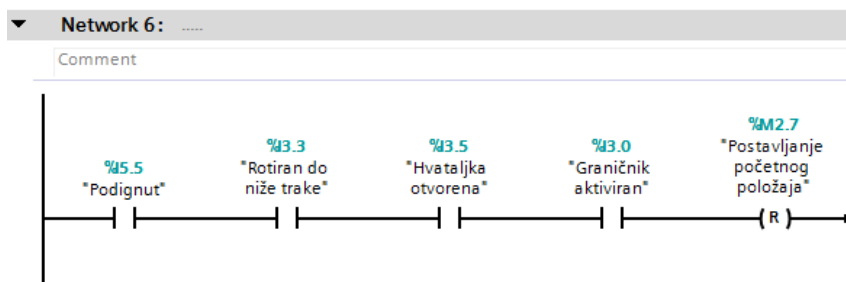 Network 6: .....
Comment
%I5.5
"Podignut"
%I3.3
"Rotiran do
niže trake"
%I3.5
"Hvataljka
otvorena"
%I3.0
"Graničnik
aktiviran"
%M2.7
"Postavljanje
početnog
položaja"
R